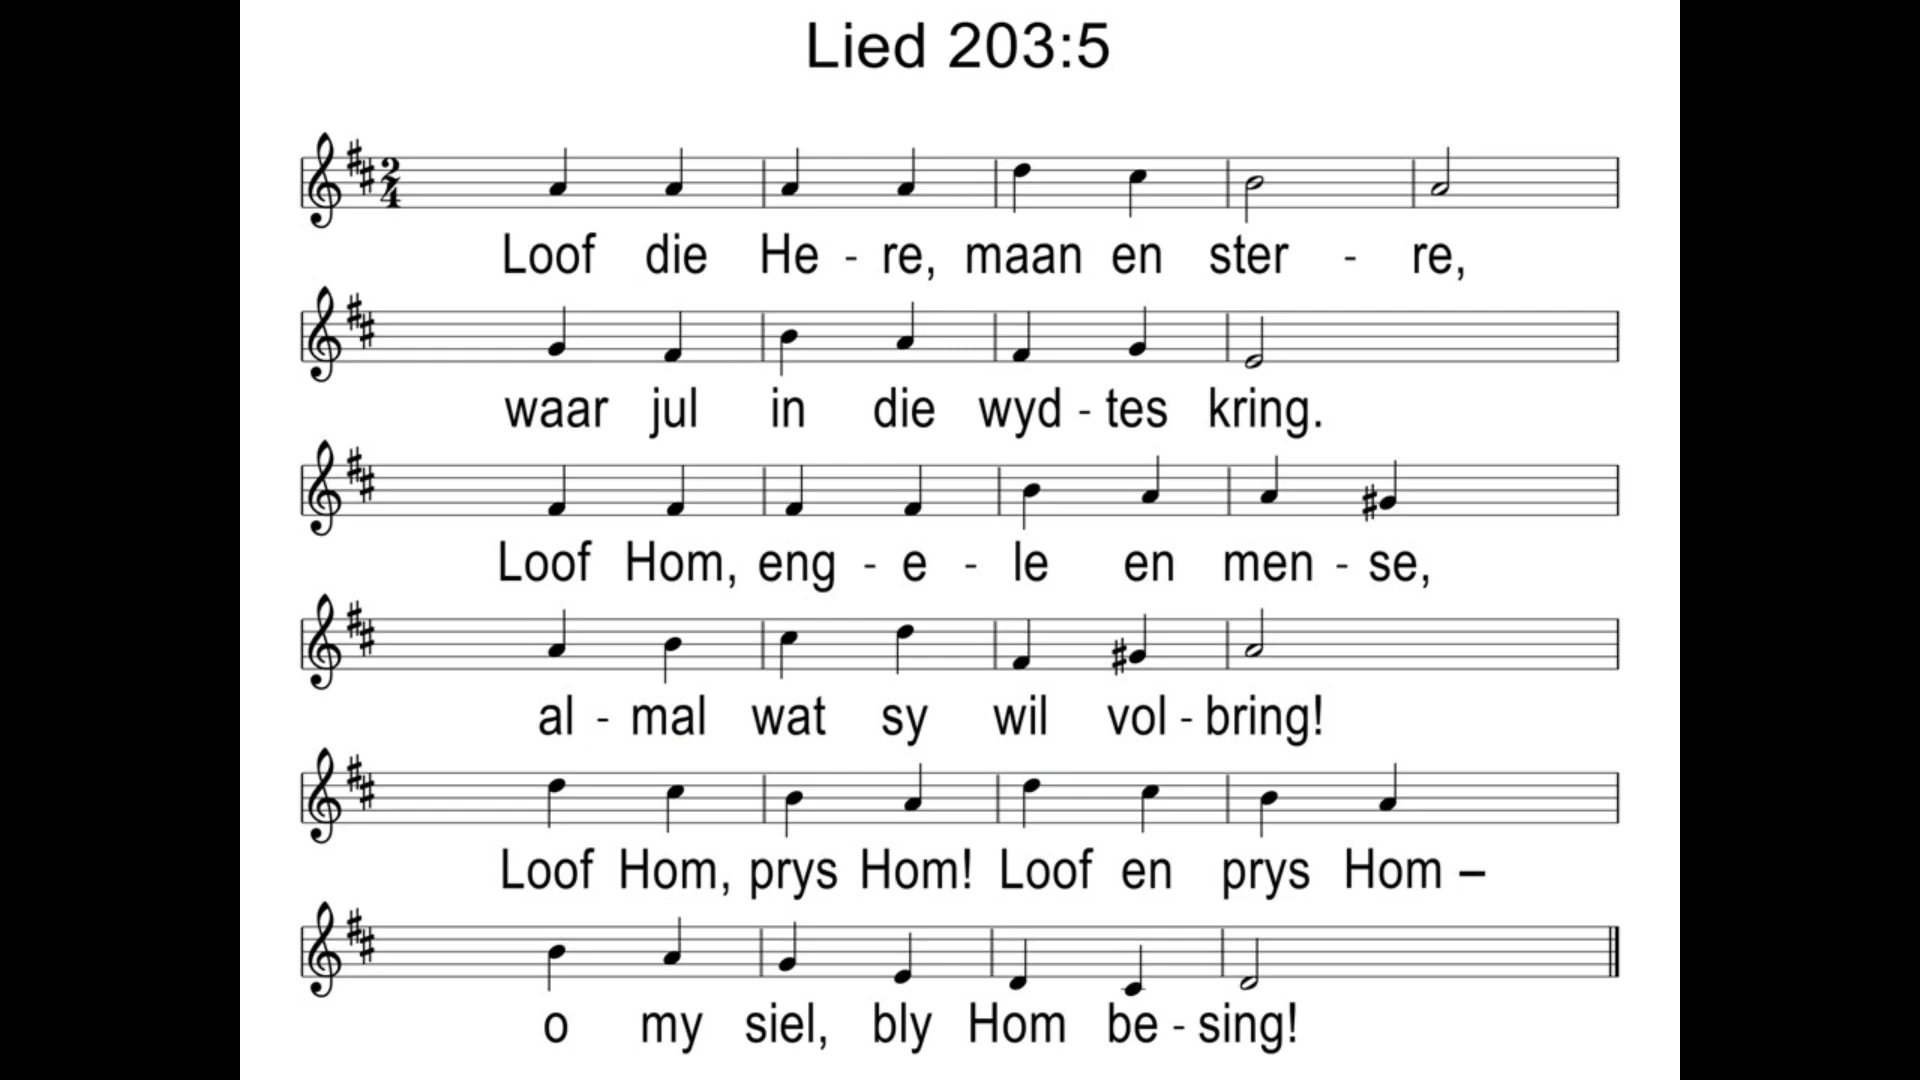 Lied 203:5
Loof die He - re, maan en ster - re,
waar jul in die wyd - tes kring.
Loof Hom, eng - e - le en men - se,
al - mal wat sy wil vol - bring!
Loof Hom, prys Hom! Loof en prys Hom –
o my siel, bly Hom be - sing!